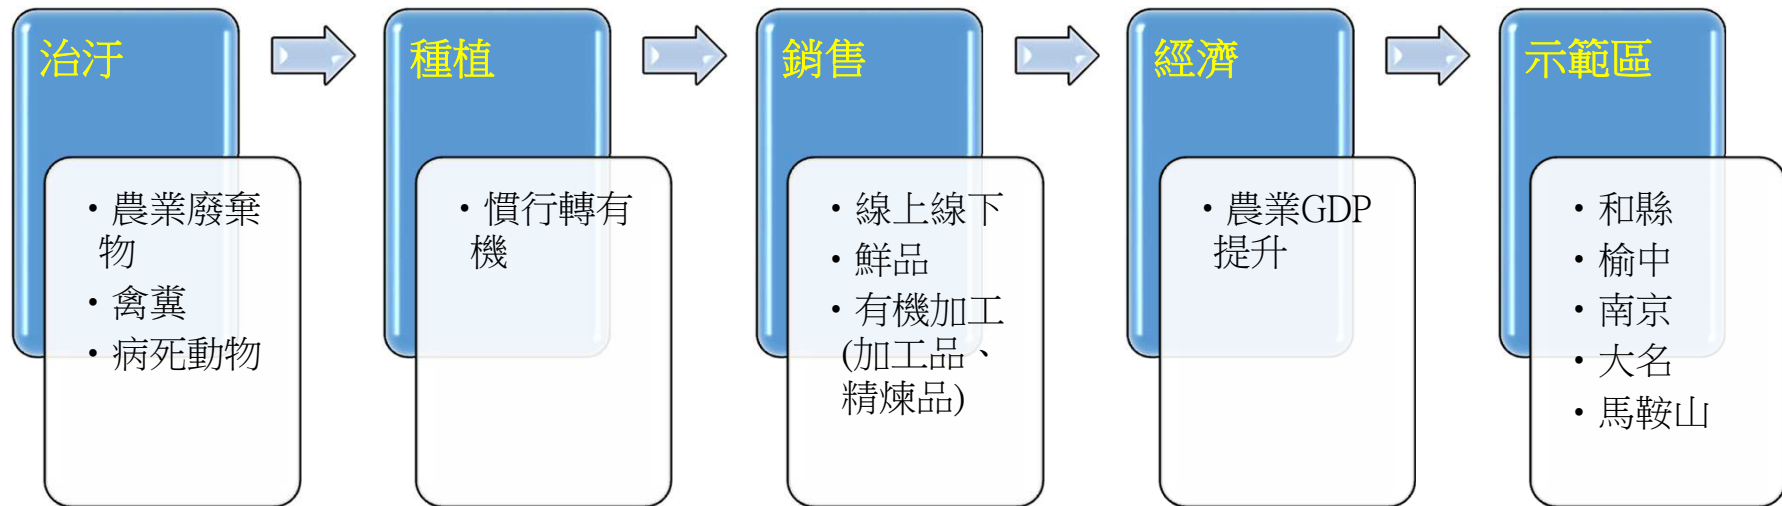 治汙
• 農業廢棄
物
• 禽糞
• 病死動物
種植
• 慣行轉有
機
銷售
• 線上線下
• 鮮品
• 有機加工
(加工品、
精煉品)
經濟
• 農業GDP
提升
示範區
• 和縣
• 榆中
• 南京
• 大名
• 馬鞍山